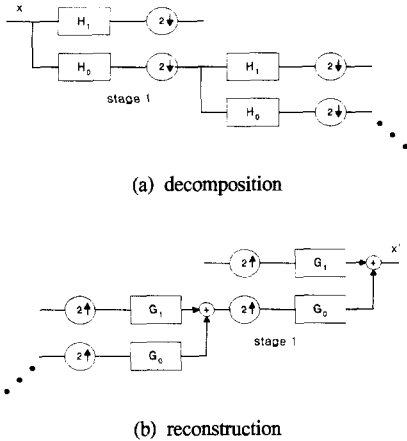 x H₁ 2↓
H₀ 2↓ H₁ 2↓
stage 1 H₀ 2↓
(a) decomposition
2↑ G₁ + x'
2↑ G₁ + 2↑ G₀
2↑ G₀ stage 1
(b) reconstruction